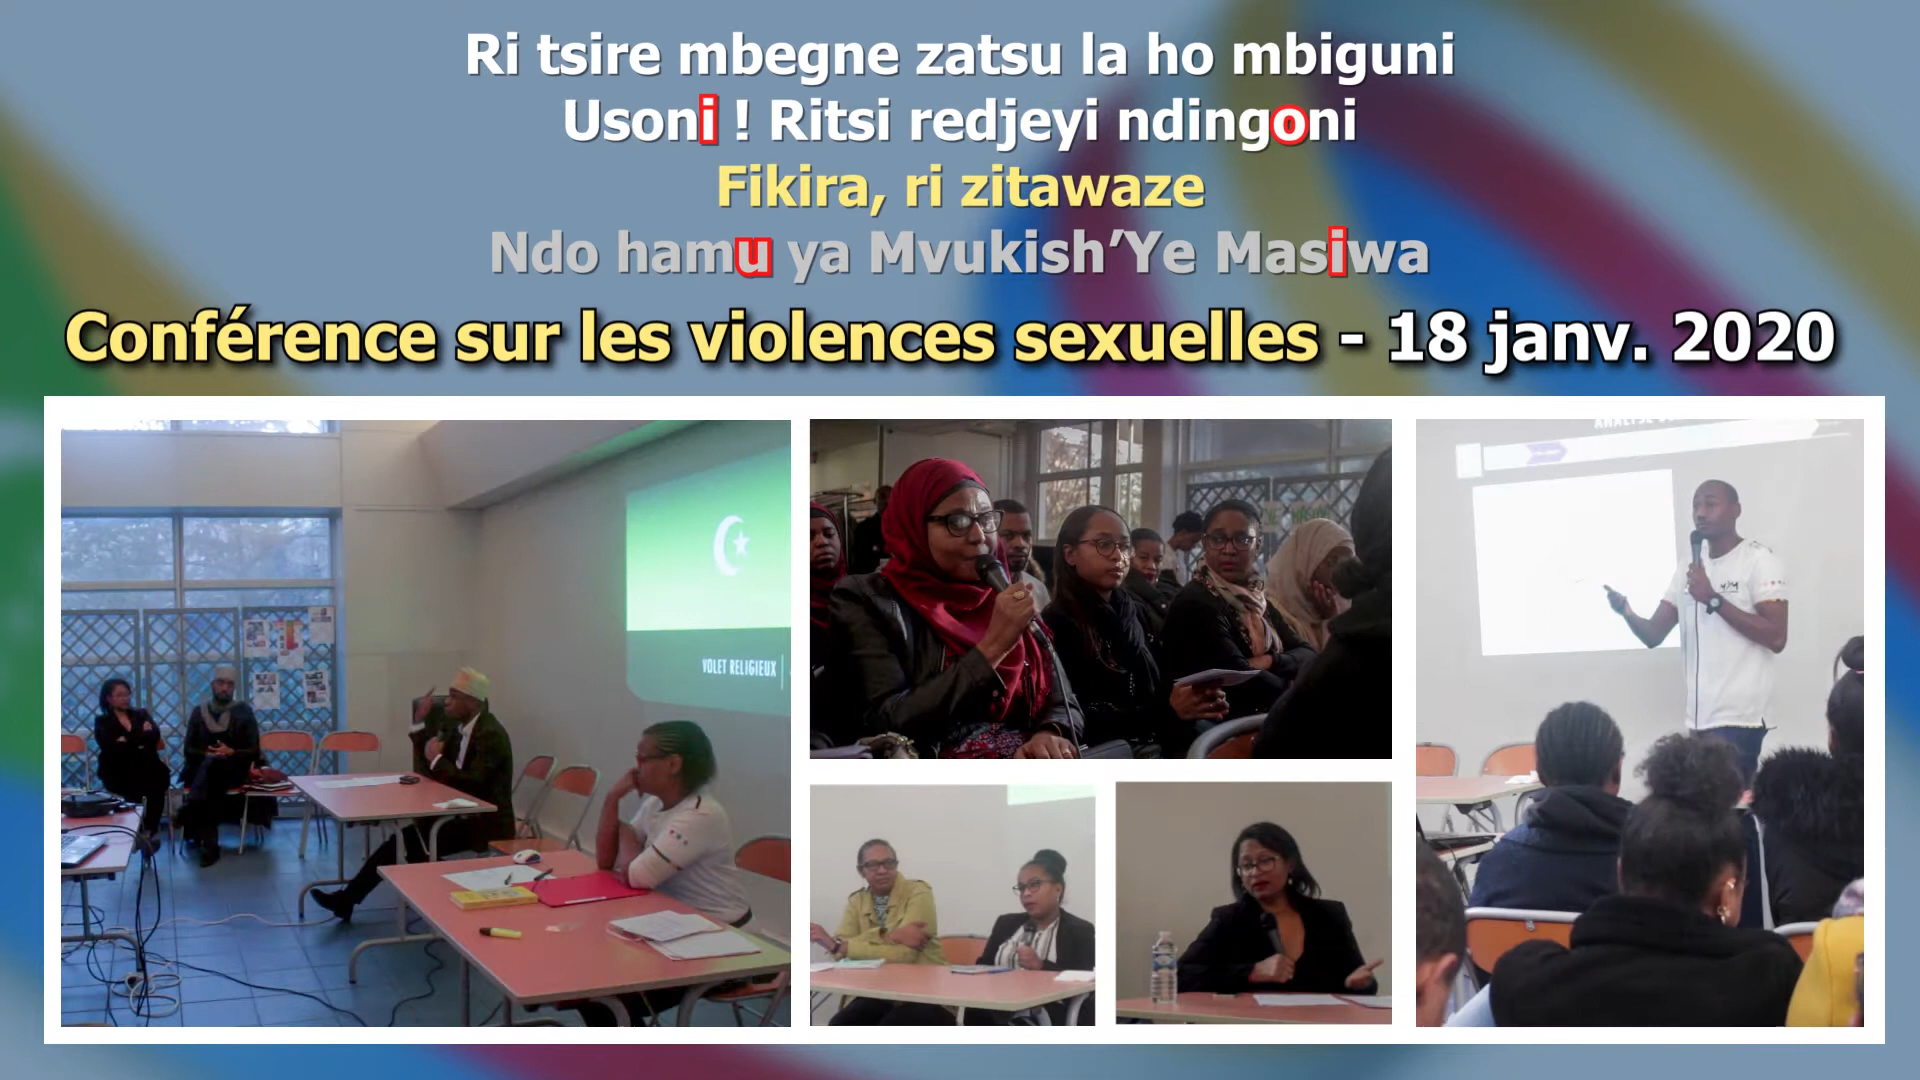 Ri tsire mbegne zatsu la ho mbiguni
Usoni ! Ritsi redjeyi ndingoni
Fikira, ri zitawaze
Ndo hamu ya Mvukish’Ye Masiwa
Conférence sur les violences sexuelles - 18 janv. 2020
VOLET RELIGIEUX